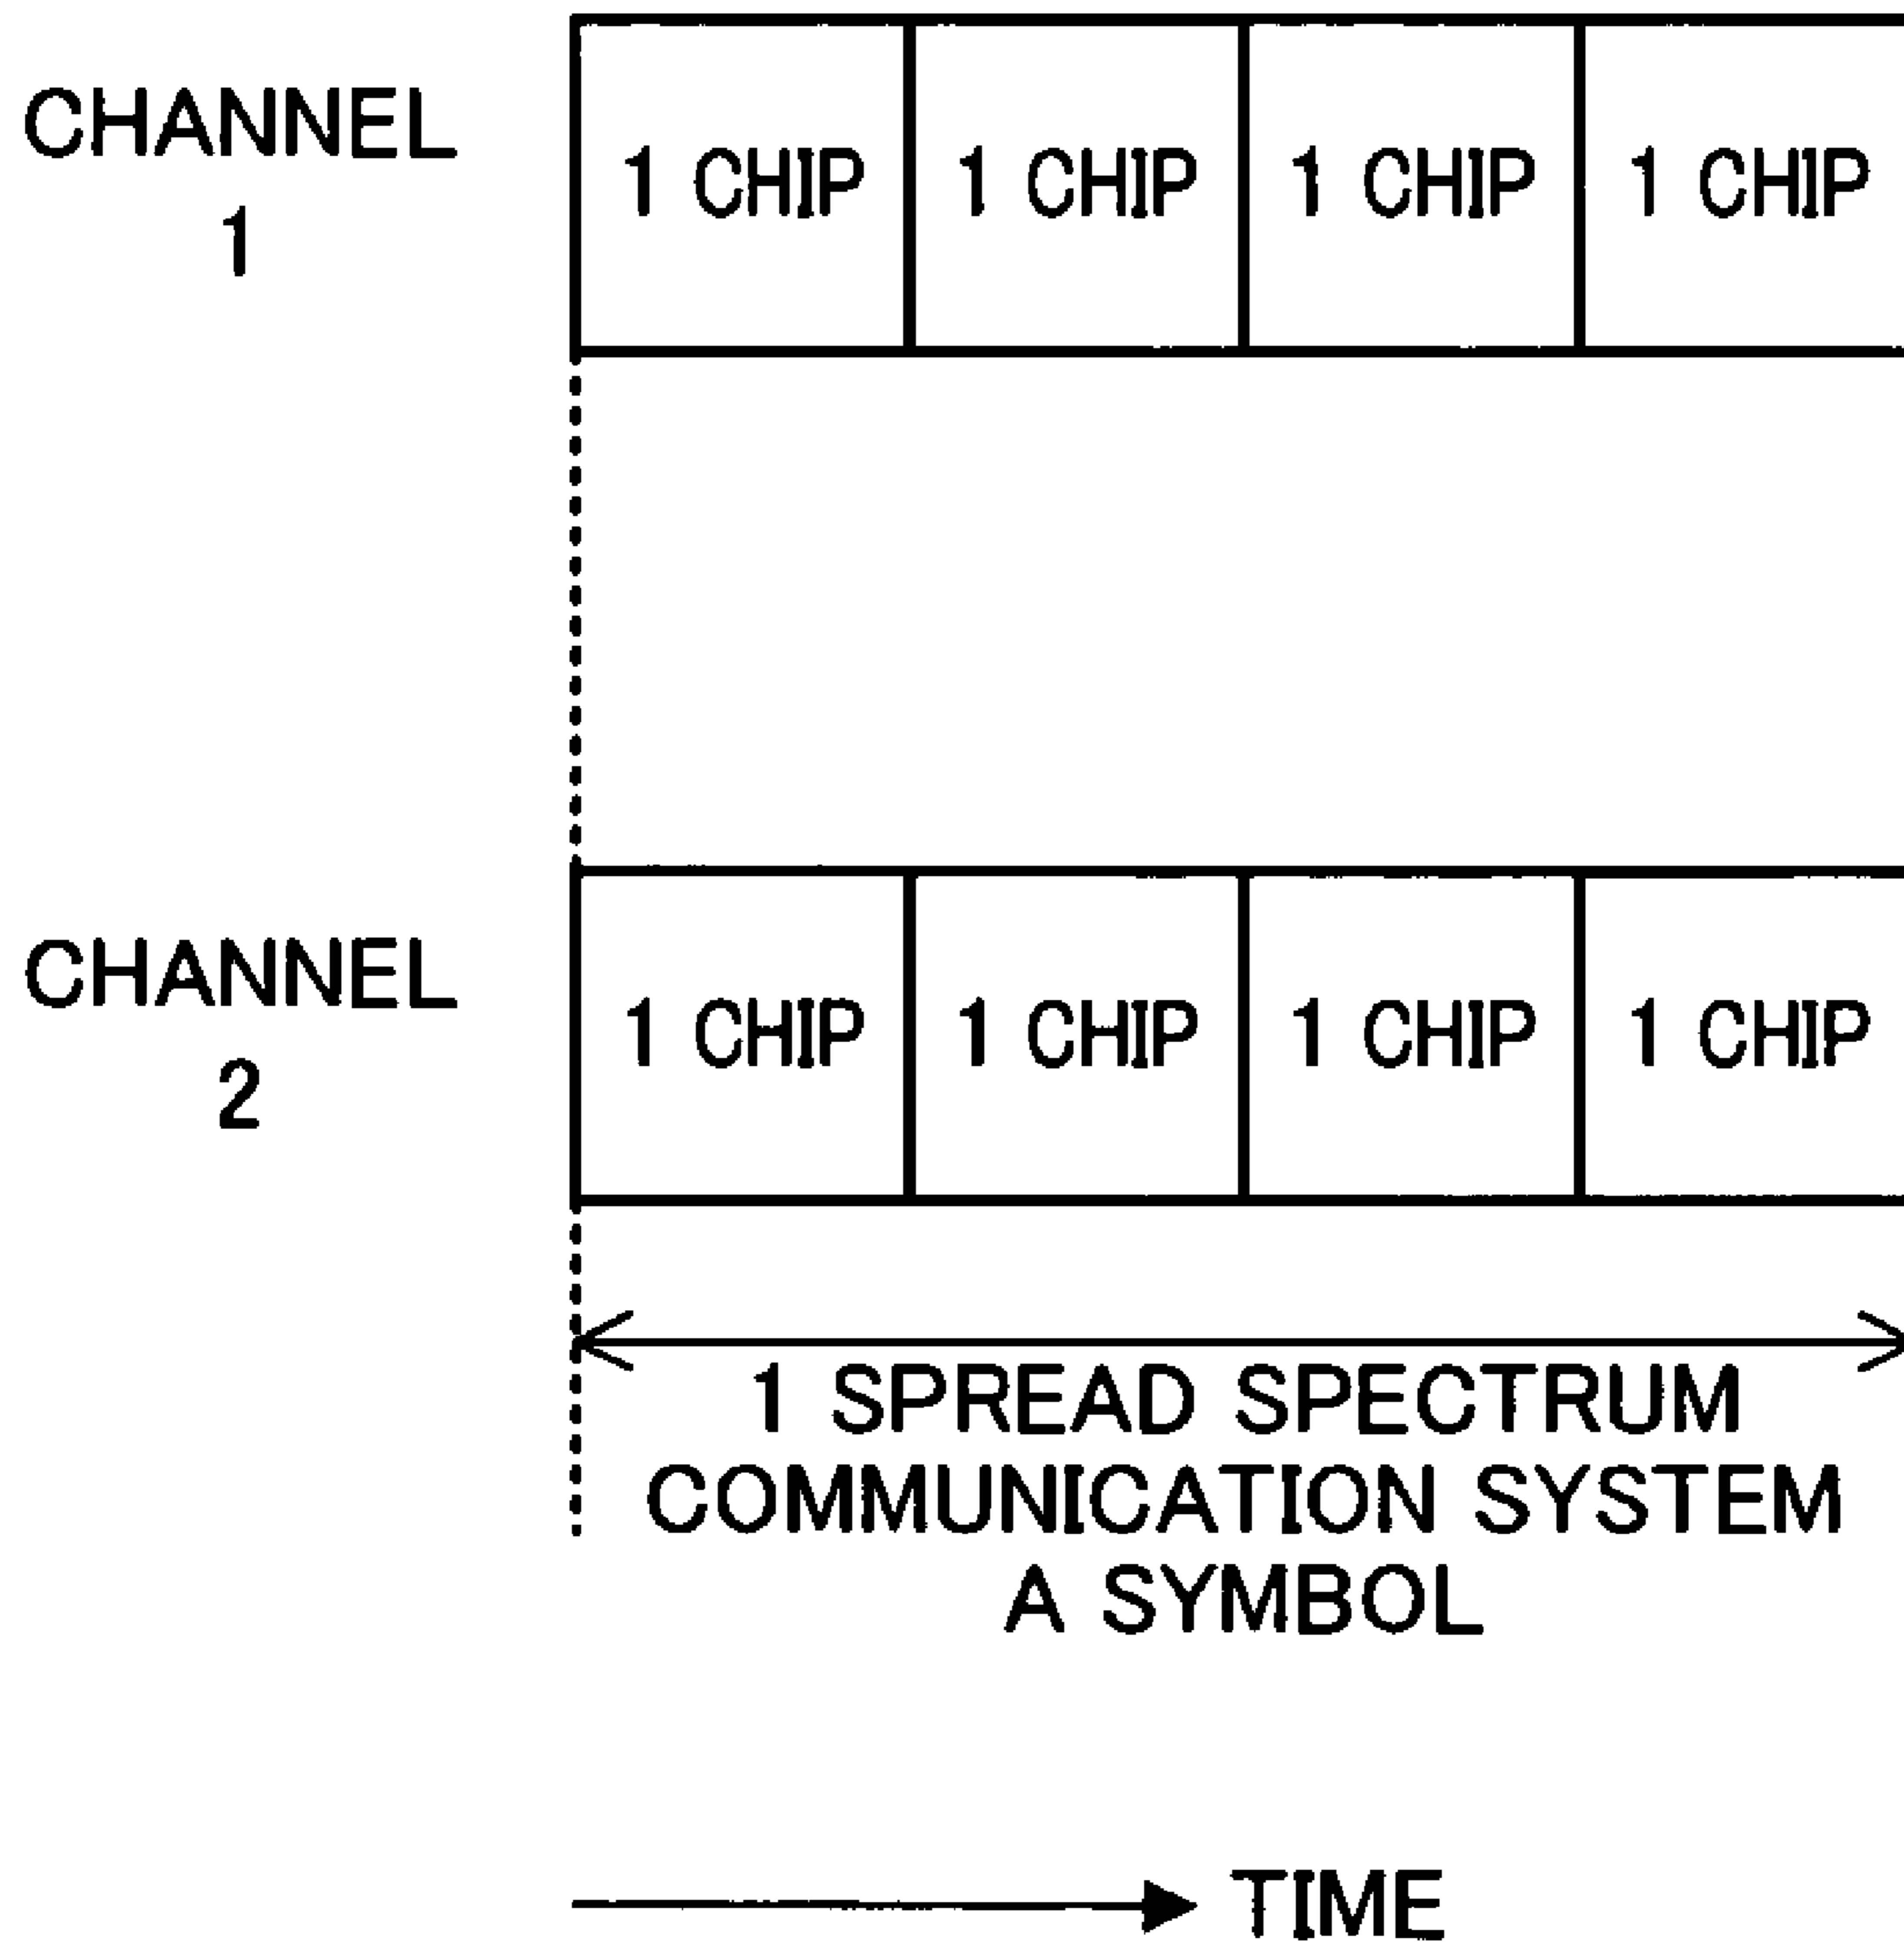 CHANNEL
1
1 CHIP 1 CHIP 1 CHIP 1 CHIP
CHANNEL
2
1 CHIP 1 CHIP 1 CHIP 1 CHIP
1 SPREAD SPECTRUM
COMMUNICATION SYSTEM
A SYMBOL
TIME